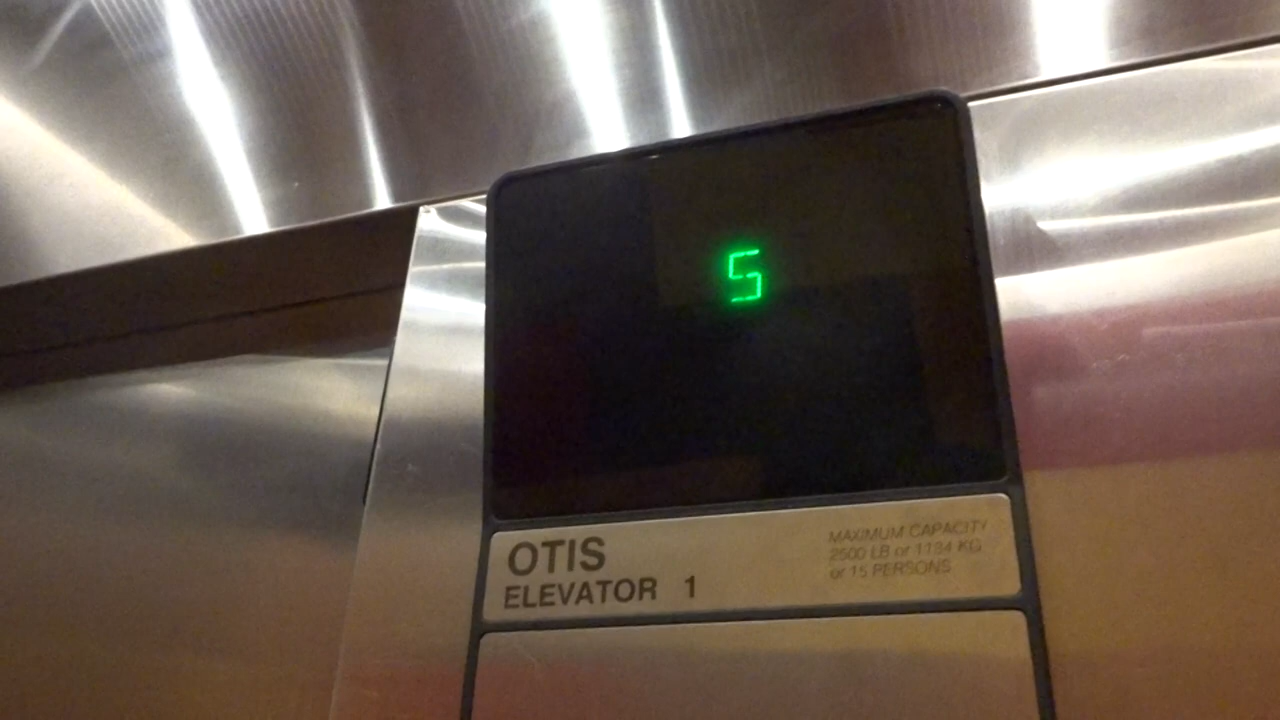 5
OTIS
ELEVATOR 1
MAXIMUM CAPACITY
2500 LB or 1134 KG
or 15 PERSONS